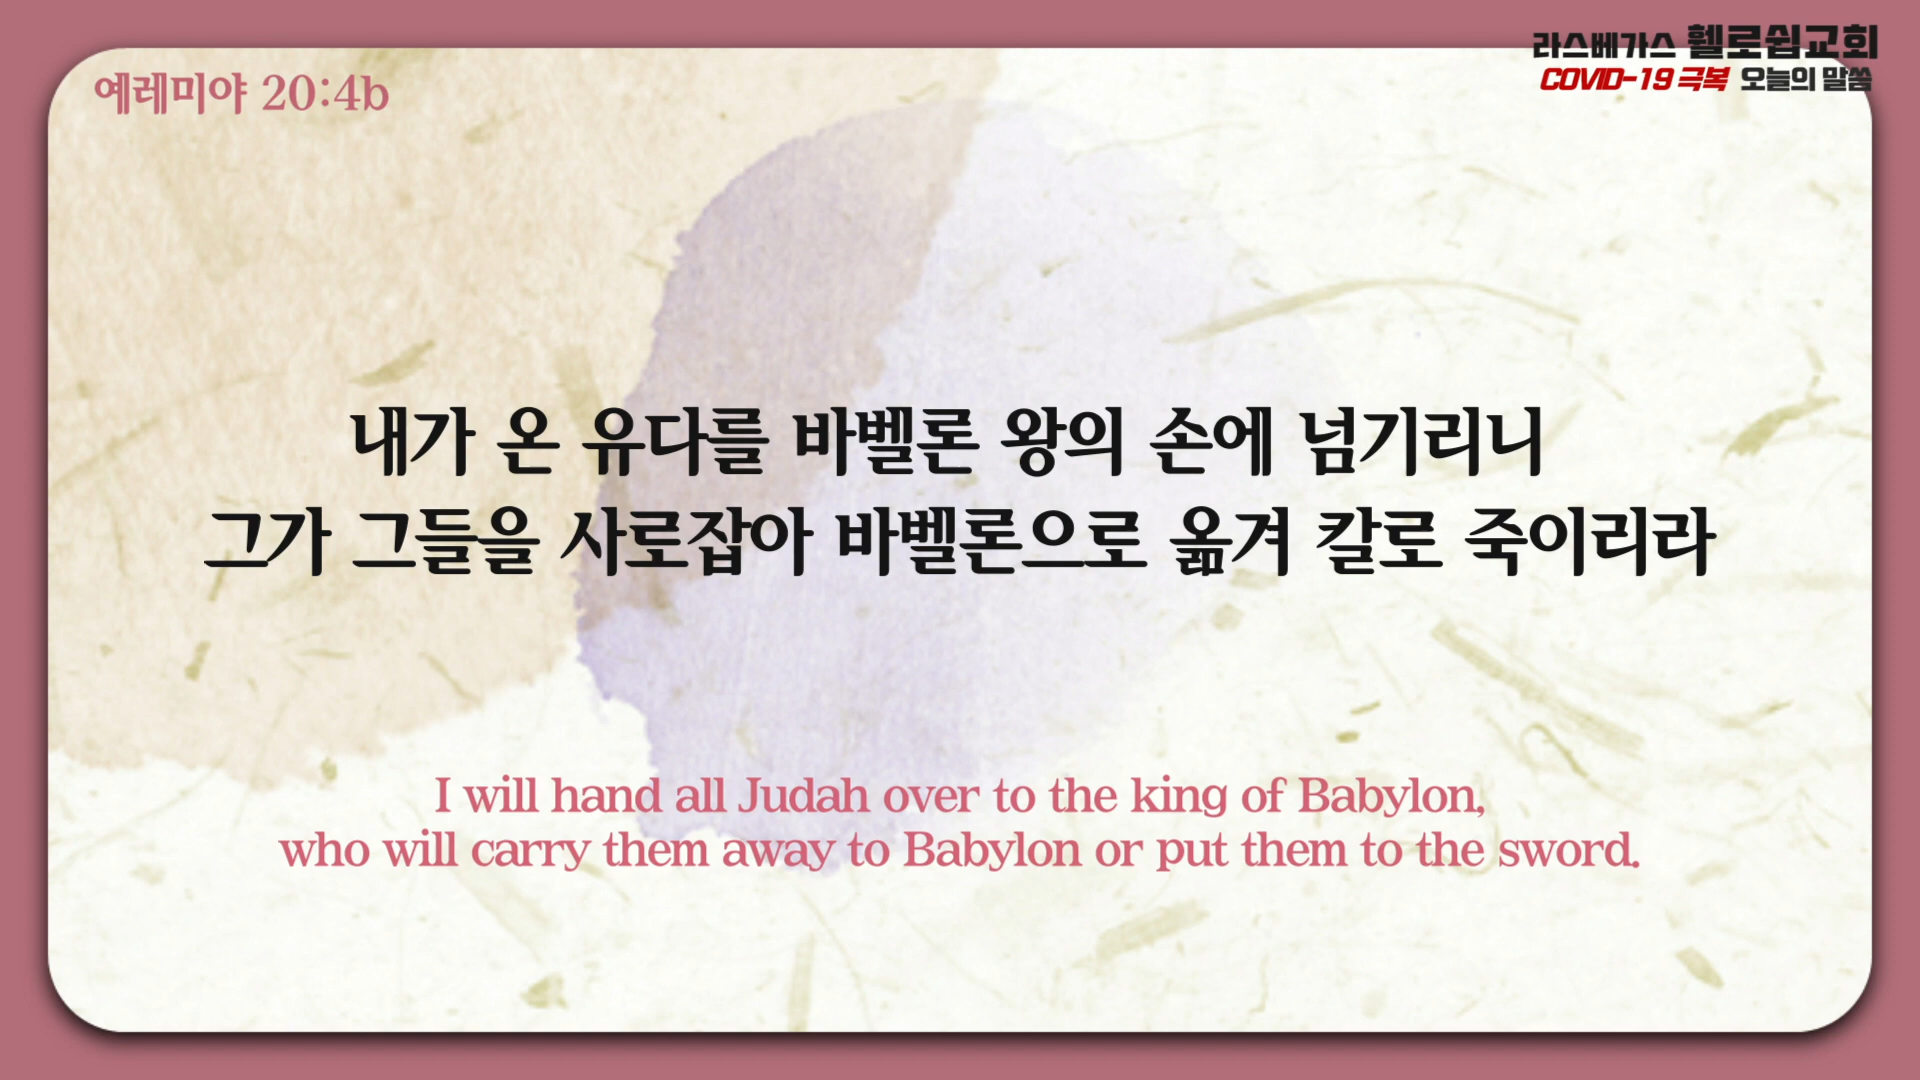 예레미야 20:4b
라스베가스 휄로쉽교회
COVID-19 극복 오늘의 말씀
내가 온 유다를 바벨론 왕의 손에 넘기리니
그가 그들을 사로잡아 바벨론으로 옮겨 칼로 죽이리라
I will hand all Judah over to the king of Babylon,
who will carry them away to Babylon or put them to the sword.